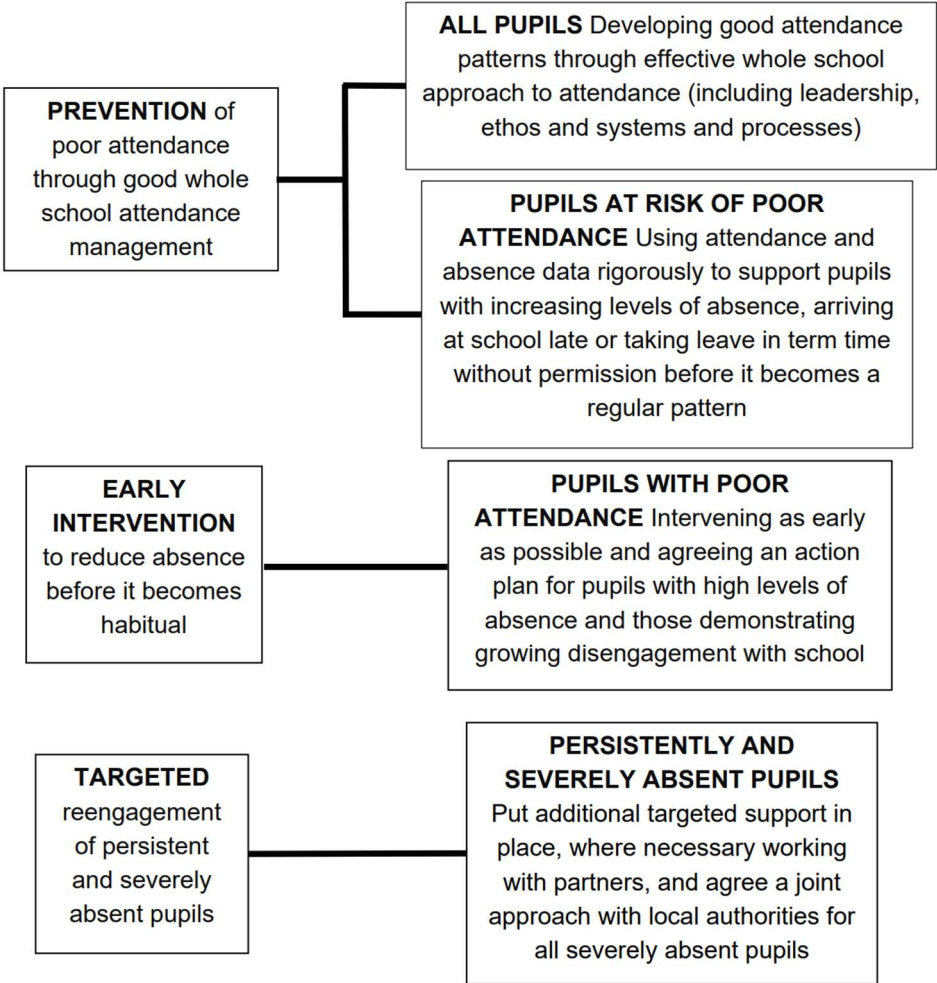 PREVENTION of
poor attendance
through good whole
school attendance
management
ALL PUPILS Developing good attendance
patterns through effective whole school
approach to attendance (including leadership,
ethos and systems and processes)
PUPILS AT RISK OF POOR
ATTENDANCE Using attendance and
absence data rigorously to support pupils
with increasing levels of absence, arriving
at school late or taking leave in term time
without permission before it becomes a
regular pattern
EARLY
INTERVENTION
to reduce absence
before it becomes
habitual
PUPILS WITH POOR
ATTENDANCE Intervening as early
as possible and agreeing an action
plan for pupils with high levels of
absence and those demonstrating
growing disengagement with school
TARGETED
reengagement
of persistent
and severely
absent pupils
PERSISTENTLY AND
SEVERELY ABSENT PUPILS
Put additional targeted support in
place, where necessary working
with partners, and agree a joint
approach with local authorities for
all severely absent pupils